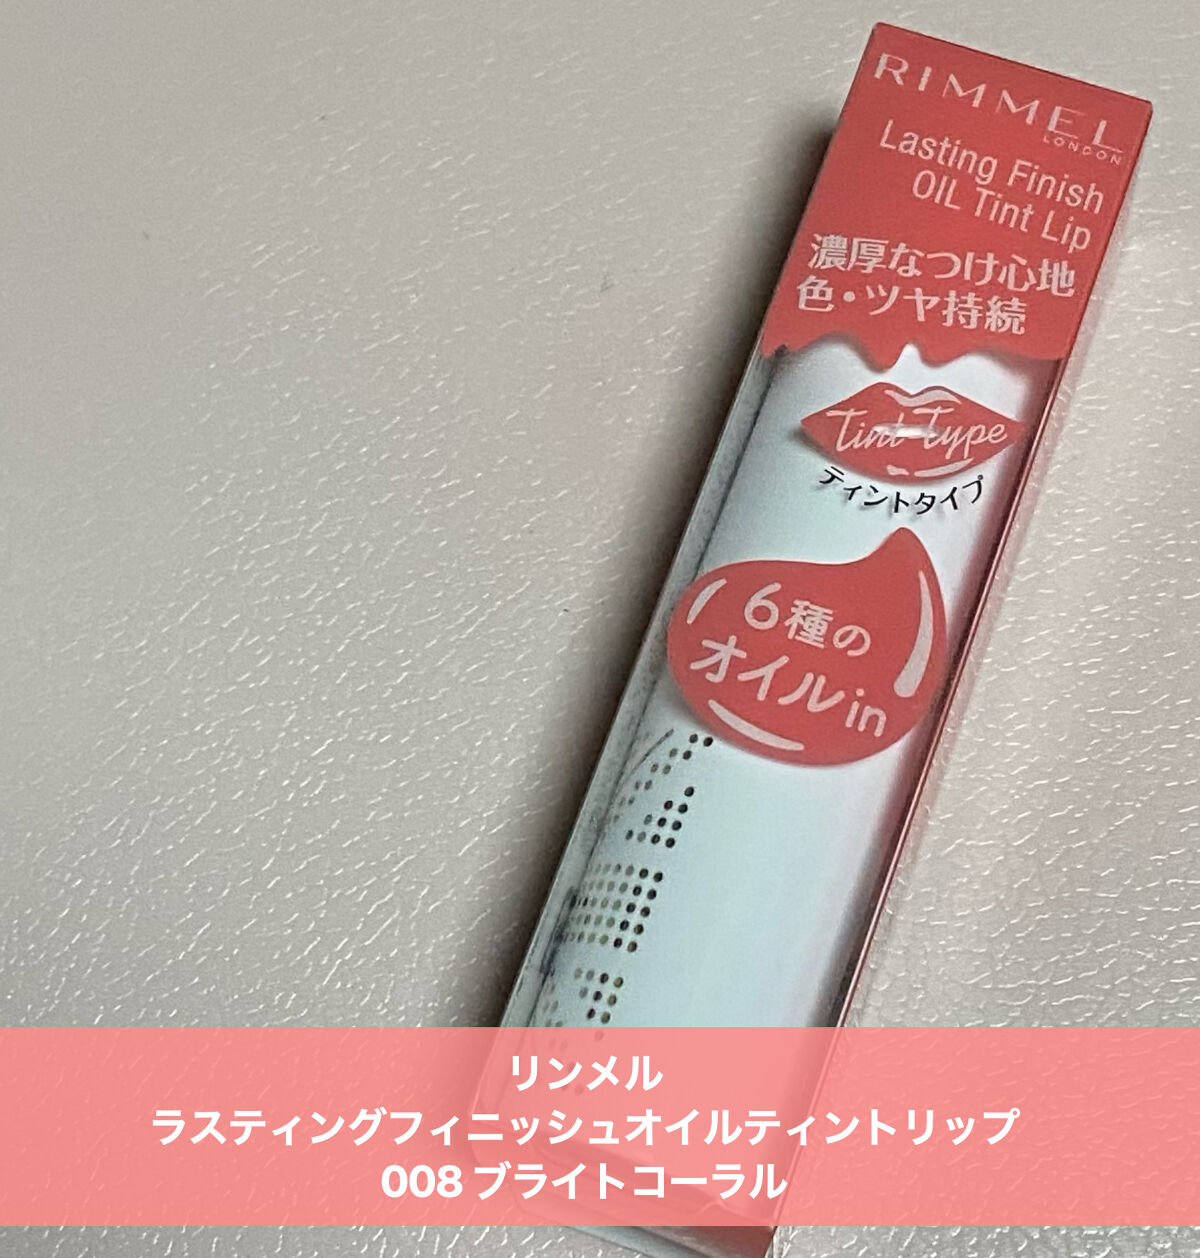 RIMMEL
LONDON
Lasting Finish
OIL Tint Lip
濃厚なつけ心地
色・ツヤ持続
Tint Type
ティントタイプ
6種の
オイルin
リンメル
ラスティングフィニッシュオイルティントリップ
008 ブライトコーラル